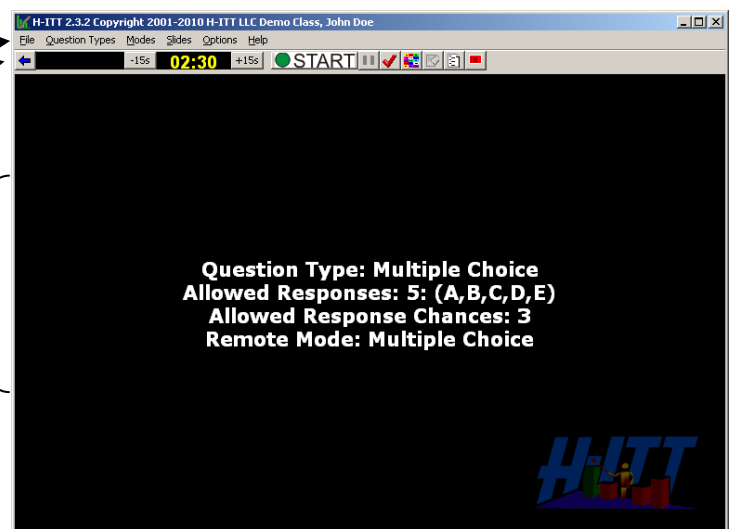 H-ITT 2.3.2 Copyright 2001-2010 H-ITT LLC Demo Class, John Doe
File Question Types Modes Slides Options Help
-15s 02:30 +15s START
Question Type: Multiple Choice
Allowed Responses: 5: (A,B,C,D,E)
Allowed Response Chances: 3
Remote Mode: Multiple Choice
H-ITT